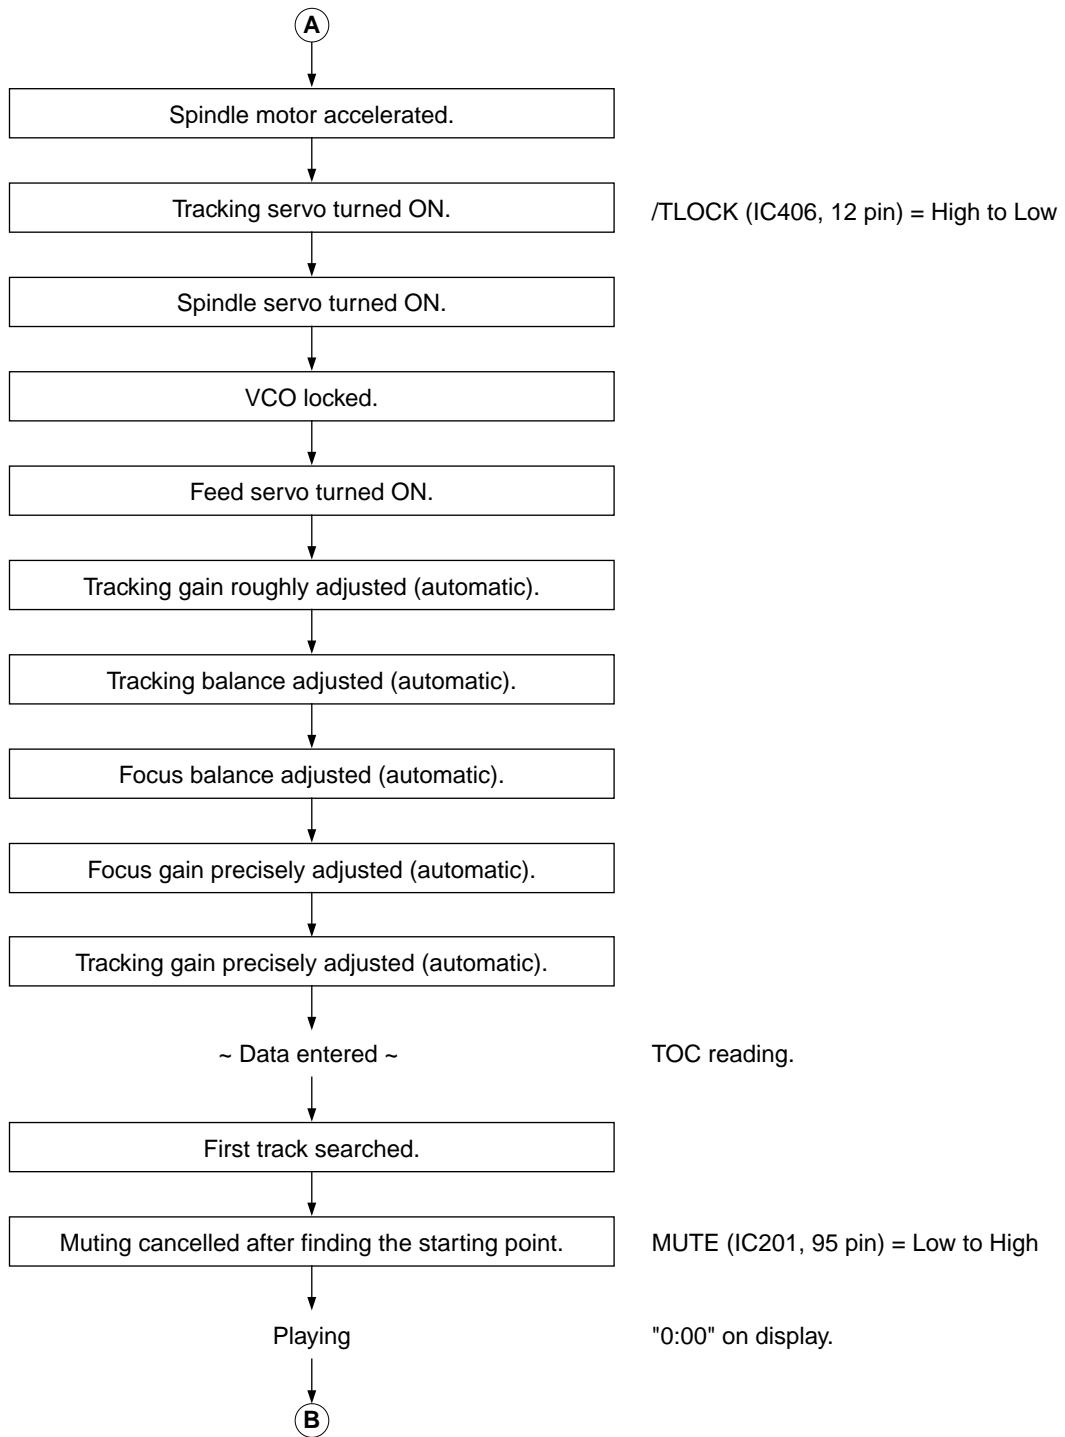 A
Spindle motor accelerated.
Tracking servo turned ON.
/TLOCK (IC406, 12 pin) = High to Low
Spindle servo turned ON.
VCO locked.
Feed servo turned ON.
Tracking gain roughly adjusted (automatic).
Tracking balance adjusted (automatic).
Focus balance adjusted (automatic).
Focus gain precisely adjusted (automatic).
Tracking gain precisely adjusted (automatic).
~ Data entered ~
TOC reading.
First track searched.
Muting cancelled after finding the starting point.
MUTE (IC201, 95 pin) = Low to High
Playing
"0:00" on display.
B